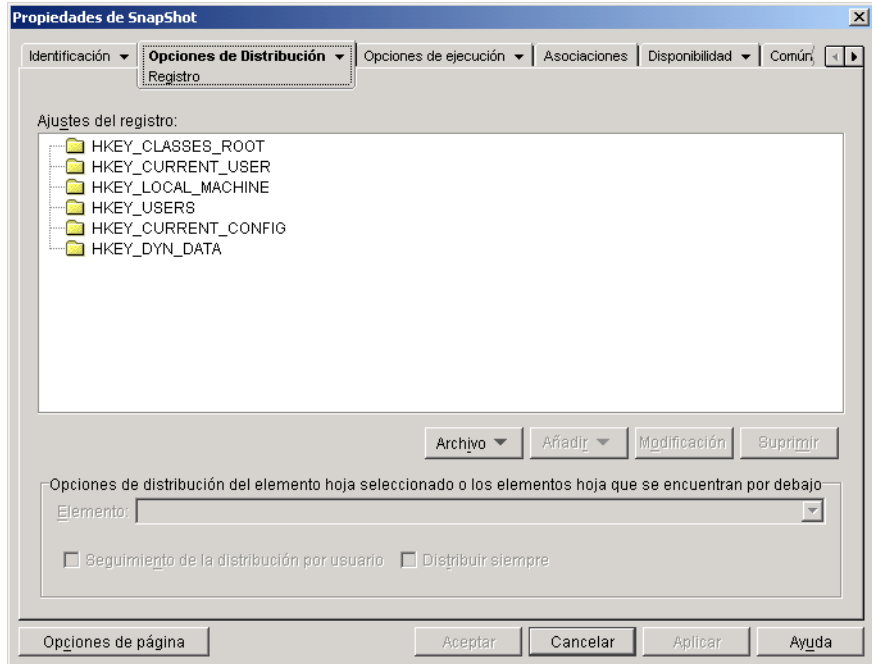 Propiedades de SnapShot
Identificación Opciones de Distribución Opciones de ejecución Asociaciones Disponibilidad Común
Registro
Ajustes del registro:
HKEY_CLASSES_ROOT
HKEY_CURRENT_USER
HKEY_LOCAL_MACHINE
HKEY_USERS
HKEY_CURRENT_CONFIG
HKEY_DYN_DATA
Archivo Añadir Modificación Suprimir
Opciones de distribución del elemento hoja seleccionado o los elementos hoja que se encuentran por debajo
Elemento:
Seguimiento de la distribución por usuario Distribuir siempre
Opciones de página Aceptar Cancelar Aplicar Ayuda